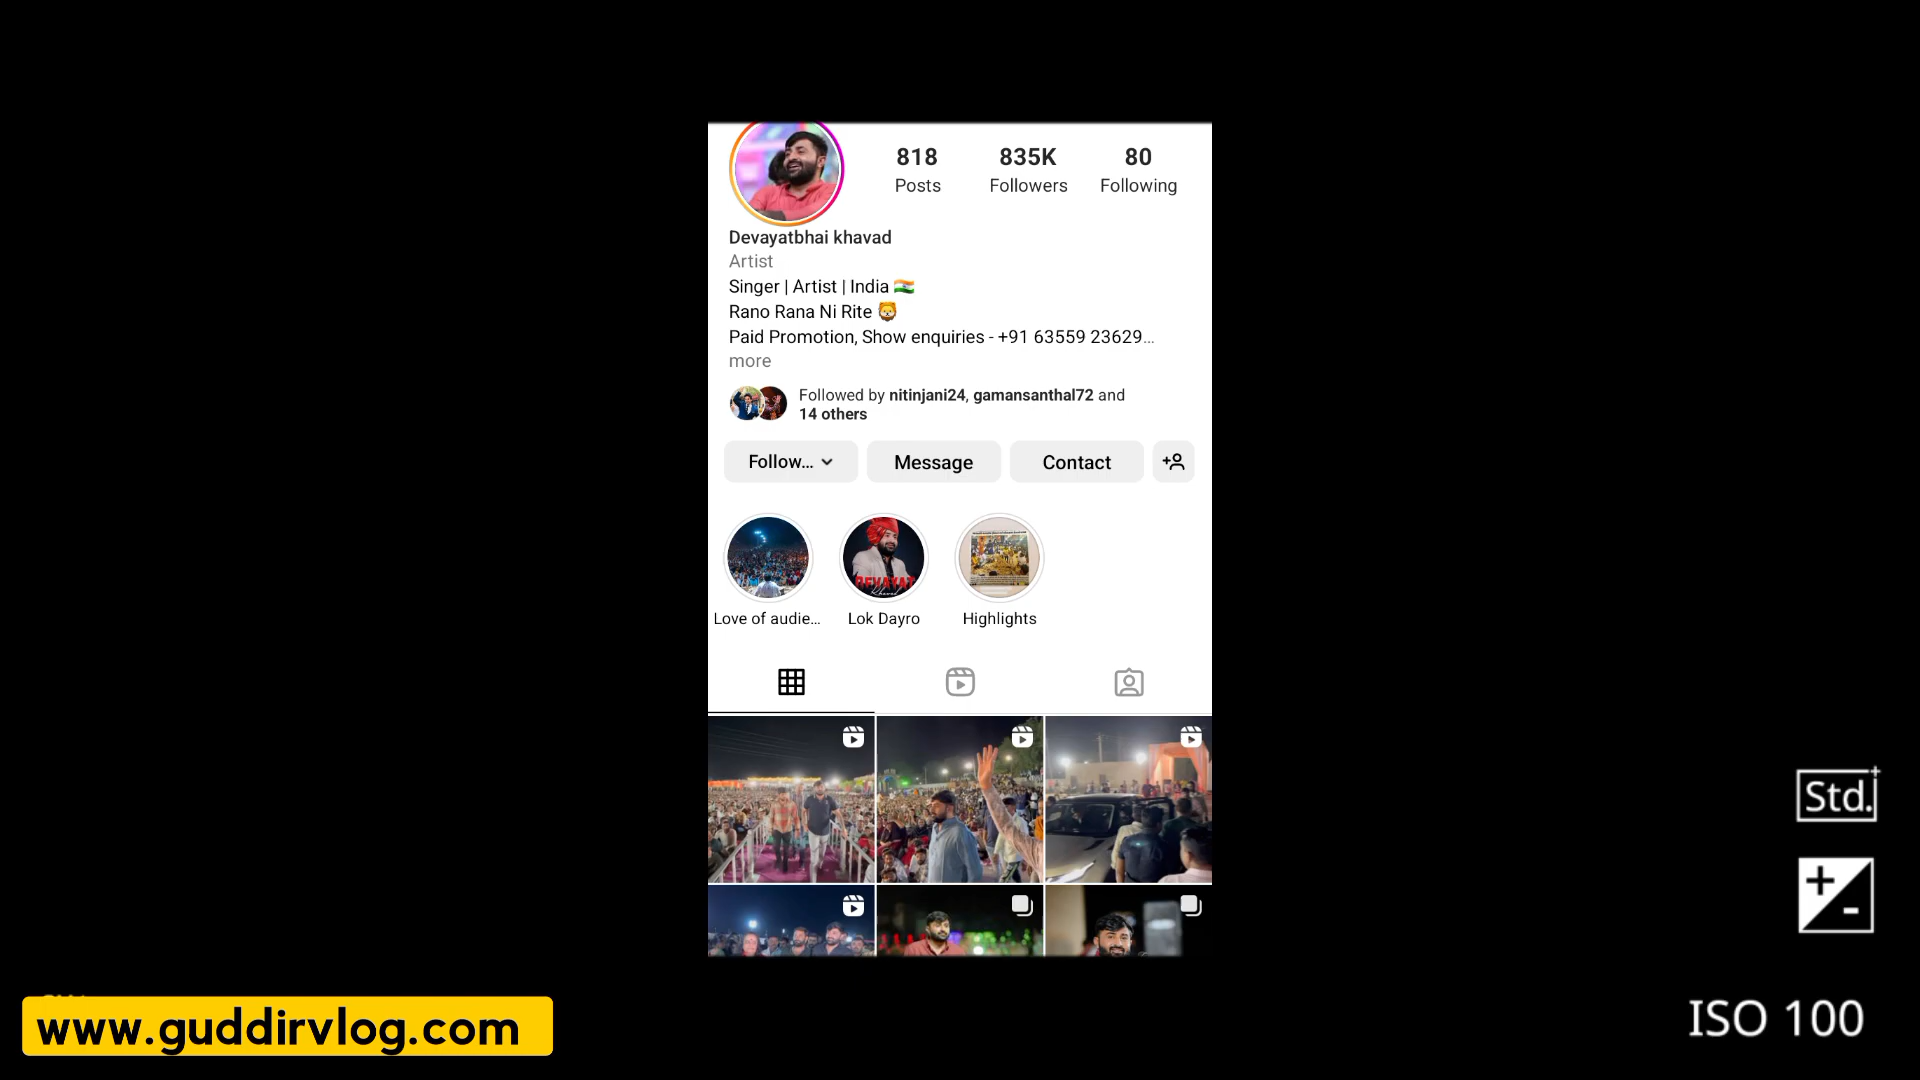 818 835K 80
Posts Followers Following
Devayatbhai khavad
Artist
Singer | Artist | India 🇮🇳
Rano Rana Ni Rite 🦁
Paid Promotion, Show enquiries - +91 63559 23629...
more
Followed by nitinjani24, gamansanthal72 and
14 others
Follow... Message Contact
DEVAYAT
Khavad
Love of audie... Lok Dayro Highlights
Std.+
www.guddirvlog.com
ISO 100